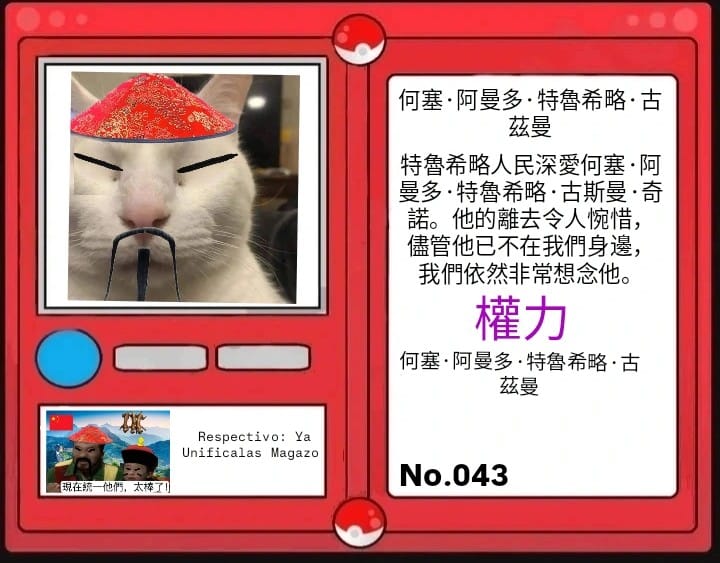 何塞·阿曼多·特魯希略·古
茲曼
特魯希略人民深愛何塞·阿
曼多·特魯希略·古斯曼·奇
諾。他的離去令人惋惜，
儘管他已不在我們身邊，
我們依然非常想念他。
權力
何塞·阿曼多·特魯希略·古
茲曼
No.043
Respectivo: Ya
Unificalas Magazo
現在統一他們，太棒了!